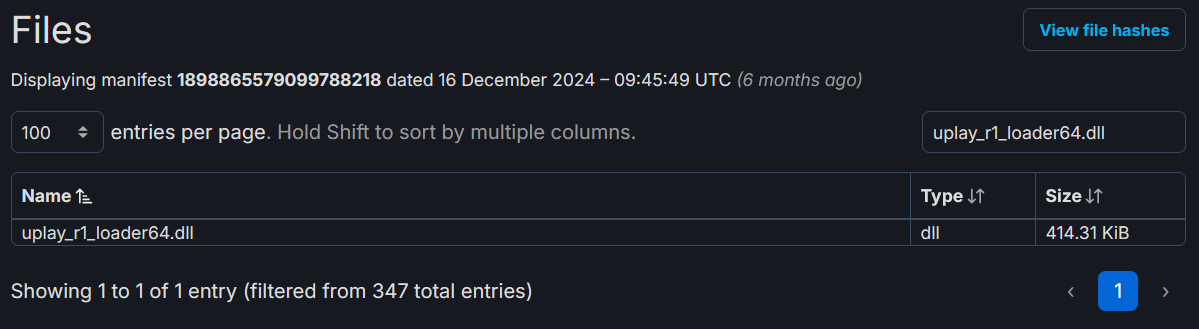 Files
View file hashes
Displaying manifest 1898865579099788218 dated 16 December 2024 – 09:45:49 UTC (6 months ago)
100 entries per page. Hold Shift to sort by multiple columns.
uplay_r1_loader64.dll
Name Type Size
uplay_r1_loader64.dll dll 414.31 KiB
Showing 1 to 1 of 1 entry (filtered from 347 total entries)
‹ 1 ›